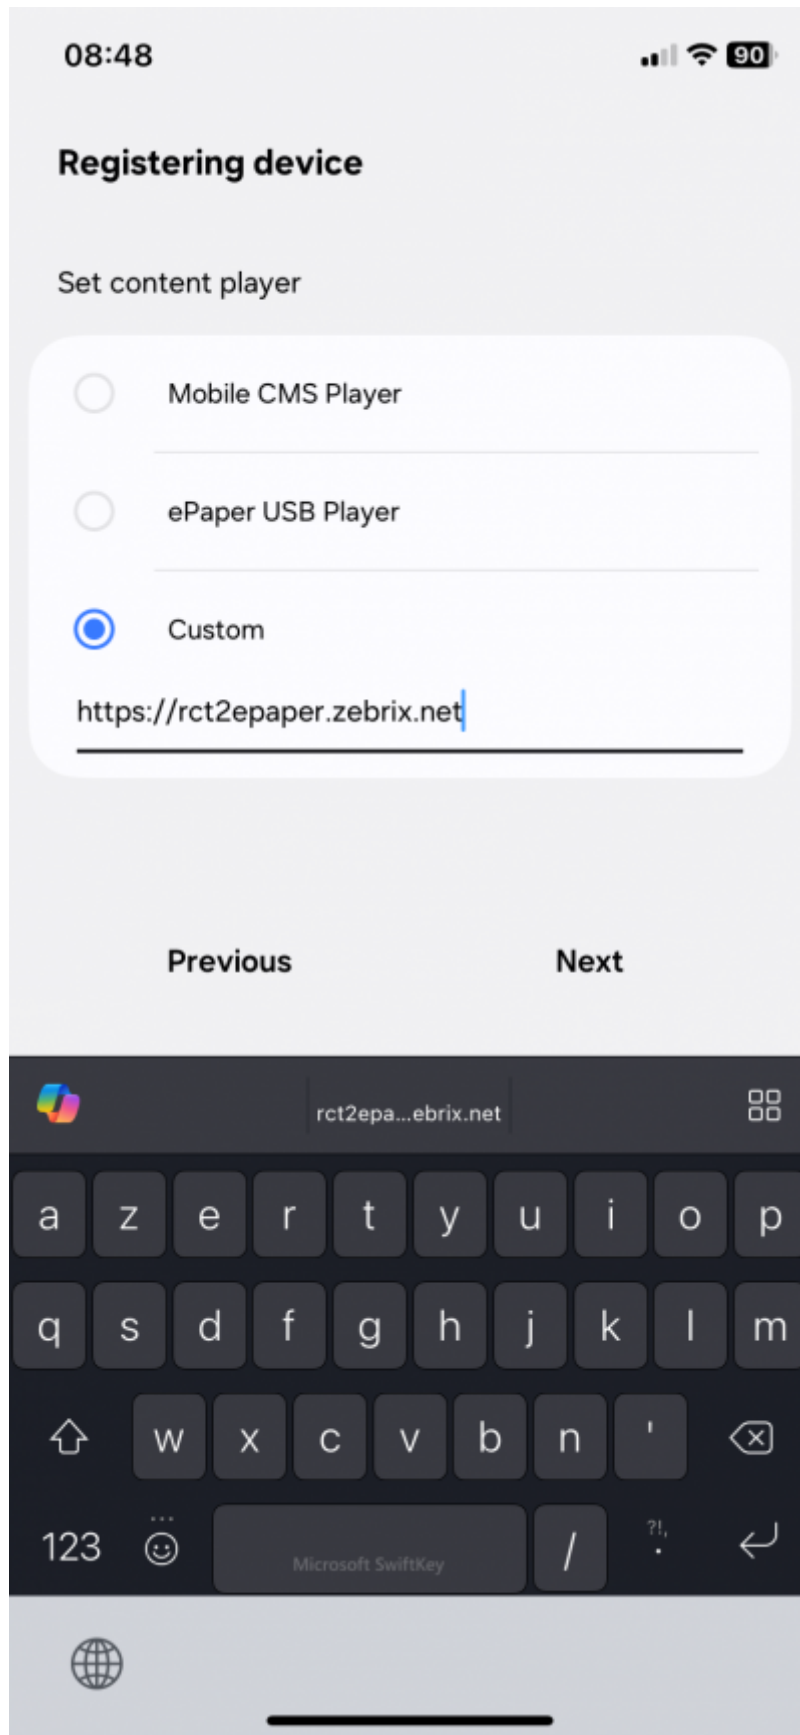 08:48
90
Registering device
Set content player
Mobile CMS Player
ePaper USB Player
Custom
https://rct2epaper.zebrix.net
Previous Next
rct2epa...ebrix.net
a z e r t y u i o p
q s d f g h j k l m
w x c v b n '
123 Microsoft SwiftKey / ?!, .